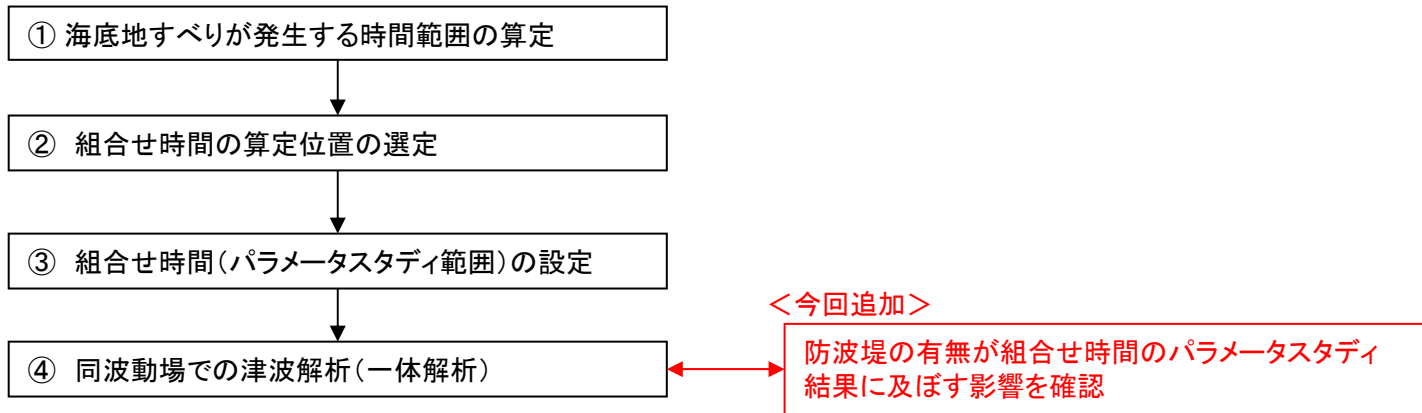 ① 海底地すべりが発生する時間範囲の算定
② 組合せ時間の算定位置の選定
③ 組合せ時間(パラメータスタディ範囲)の設定
④ 同波動場での津波解析(一体解析)
＜今回追加＞
防波堤の有無が組合せ時間のパラメータスタディ
結果に及ぼす影響を確認